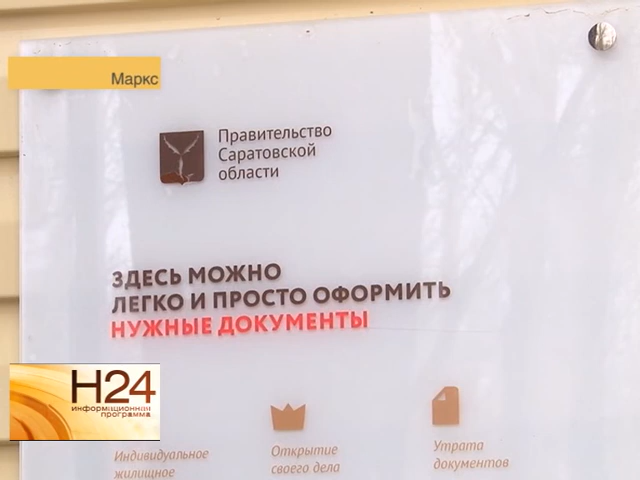 Маркс
Правительство
Саратовской
области
ЗДЕСЬ МОЖНО
ЛЕГКО И ПРОСТО ОФОРМИТЬ
НУЖНЫЕ ДОКУМЕНТЫ
Н24
информационная
программа
Индивидуальное
жилищное
Открытие
своего дела
Утрата
документов